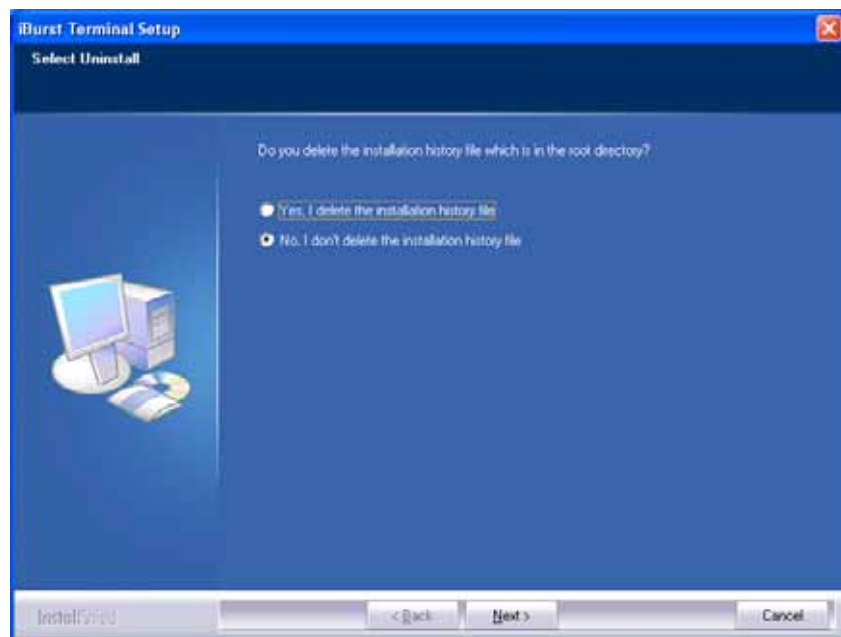 iBurst Terminal Setup
Select Uninstall
Do you delete the installation history file which is in the root directory?
Yes, I delete the installation history file
No. I don't delete the installation history file
InstallShield
< Back
Next >
Cancel